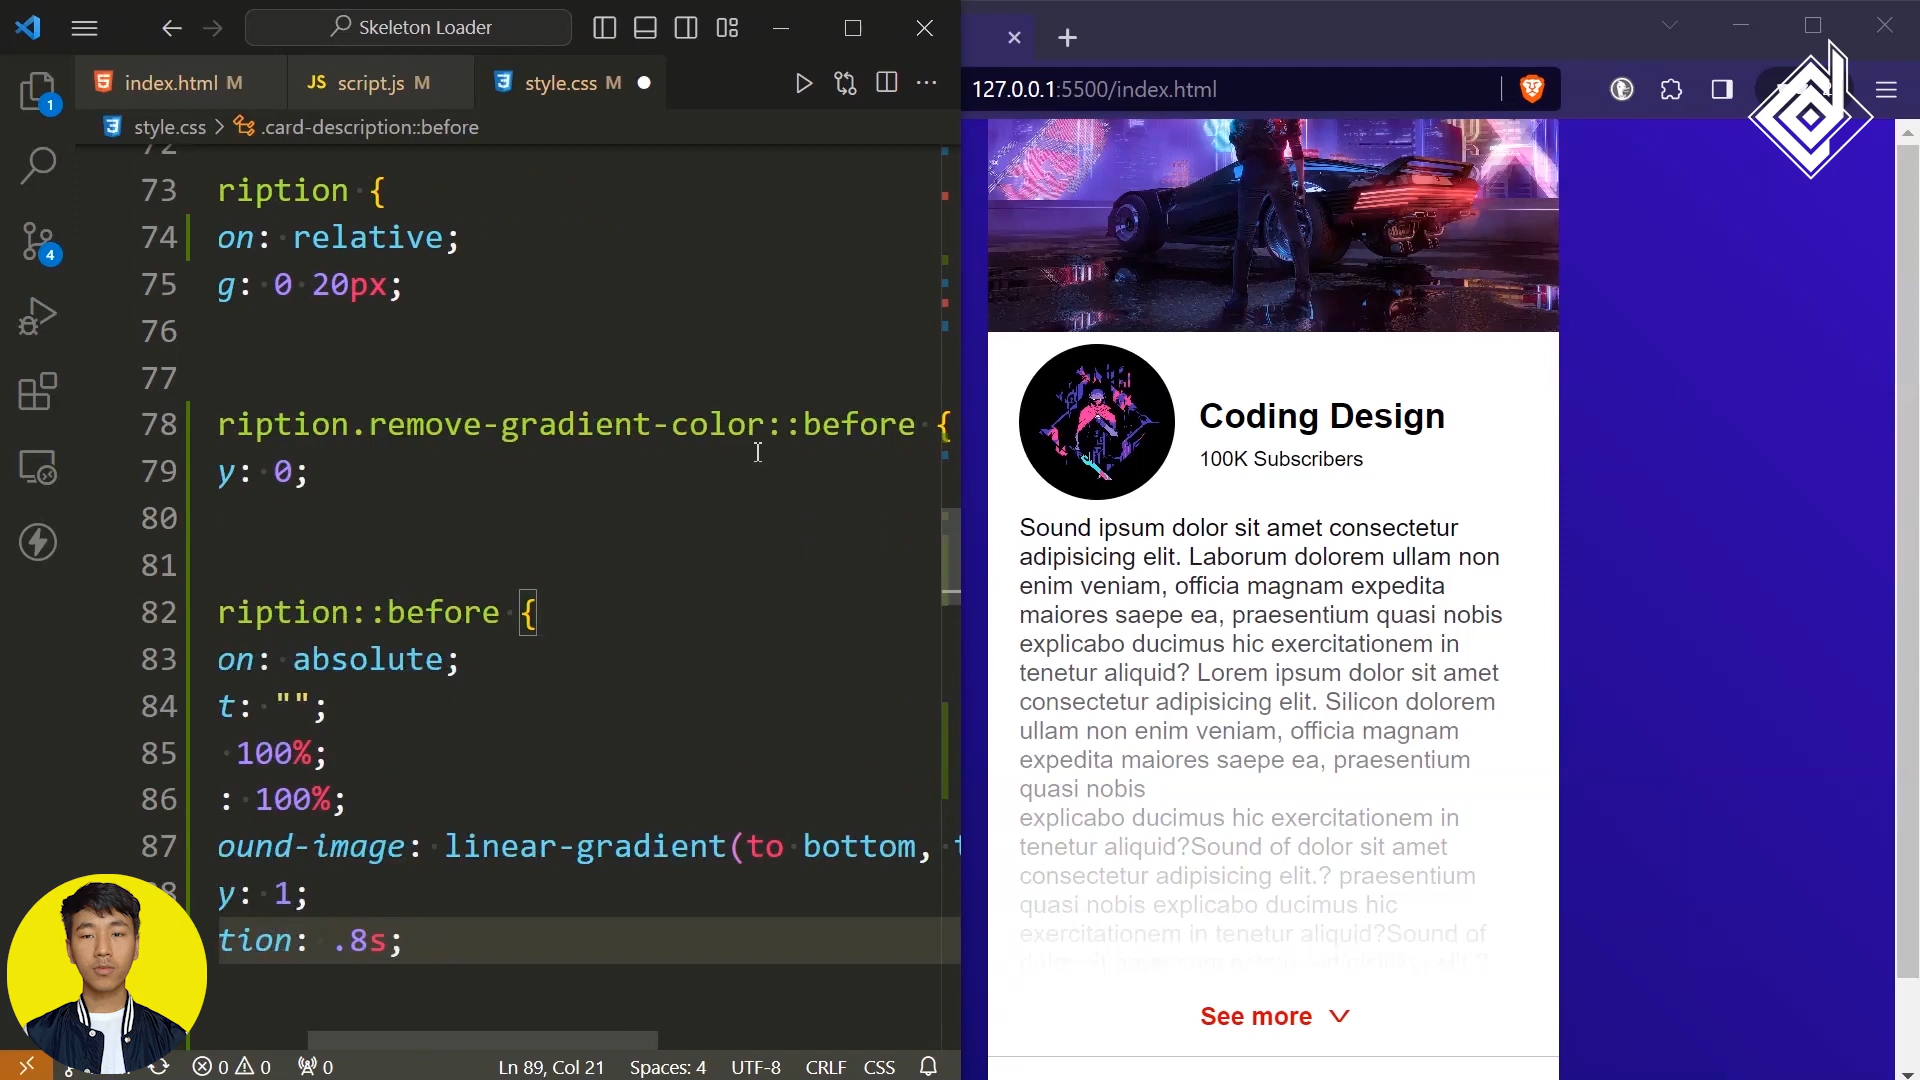 Skeleton Loader
index.html M
JS script.js M
style.css M
127.0.0.1:5500/index.html
style.css > .card-description::before
73 ription {
74 on: relative;
75 g: 0 20px;
76
77
78 ription.remove-gradient-color::before {
79 y: 0;
80
81
82 ription::before {
83 on: absolute;
84 t: "";
85 100%;
86 : 100%;
87 ound-image: linear-gradient(to bottom,
y: 1;
tion: .8s;
1
4
0 0 0
Ln 89, Col 21
Spaces: 4
UTF-8
CRLF
CSS
Coding Design
100K Subscribers
Sound ipsum dolor sit amet consectetur
adipisicing elit. Laborum dolorem ullam non
enim veniam, officia magnam expedita
maiores saepe ea, praesentium quasi nobis
explicabo ducimus hic exercitationem in
tenetur aliquid? Lorem ipsum dolor sit amet
consectetur adipisicing elit. Silicon dolorem
ullam non enim veniam, officia magnam
expedita maiores saepe ea, praesentium
quasi nobis
explicabo ducimus hic exercitationem in
tenetur aliquid?Sound of dolor sit amet
consectetur adipisicing elit.? praesentium
quasi nobis explicabo ducimus hic
exercitationem in tenetur aliquid?Sound of
See more